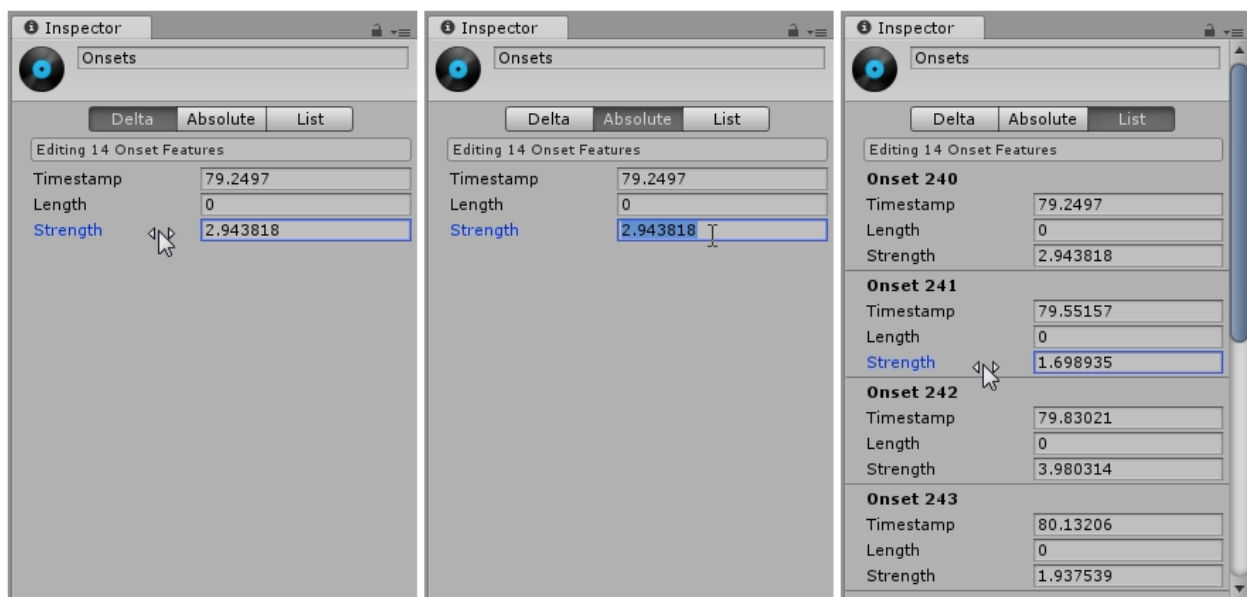 Inspector
Onsets
Delta Absolute List
Editing 14 Onset Features
Timestamp 79.2497
Length 0
Strength 2.943818
Inspector
Onsets
Delta Absolute List
Editing 14 Onset Features
Timestamp 79.2497
Length 0
Strength 2.943818
Inspector
Onsets
Delta Absolute List
Editing 14 Onset Features
Onset 240
Timestamp 79.2497
Length 0
Strength 2.943818
Onset 241
Timestamp 79.55157
Length 0
Strength 1.698935
Onset 242
Timestamp 79.83021
Length 0
Strength 3.980314
Onset 243
Timestamp 80.13206
Length 0
Strength 1.937539